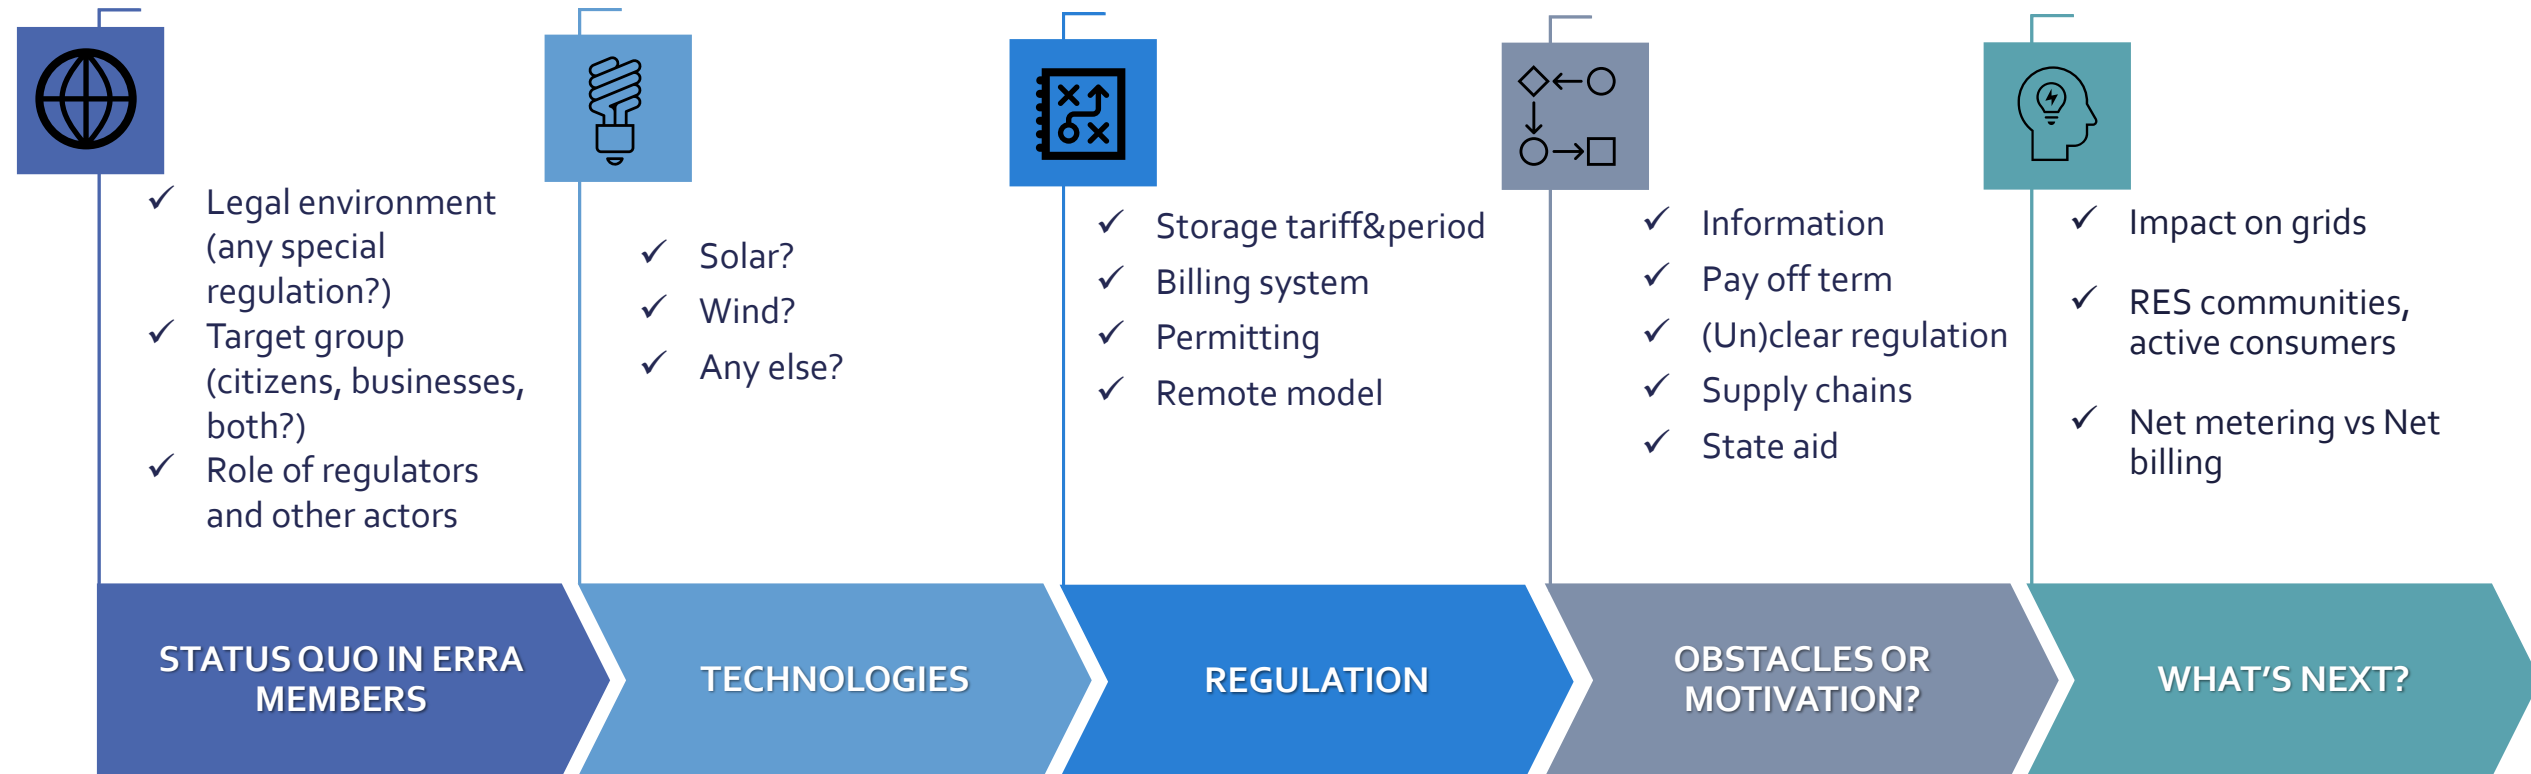 Legal environment
(any special
regulation?)
Target group
(citizens, businesses,
both?)
Role of regulators
and other actors
STATUS QUO IN ERRA
MEMBERS
Solar?
Wind?
Any else?
TECHNOLOGIES
Storage tariff&period
Billing system
Permitting
Remote model
REGULATION
Information
Pay off term
(Un)clear regulation
Supply chains
State aid
OBSTACLES OR
MOTIVATION?
Impact on grids
RES communities,
active consumers
Net metering vs Net
billing
WHAT'S NEXT?